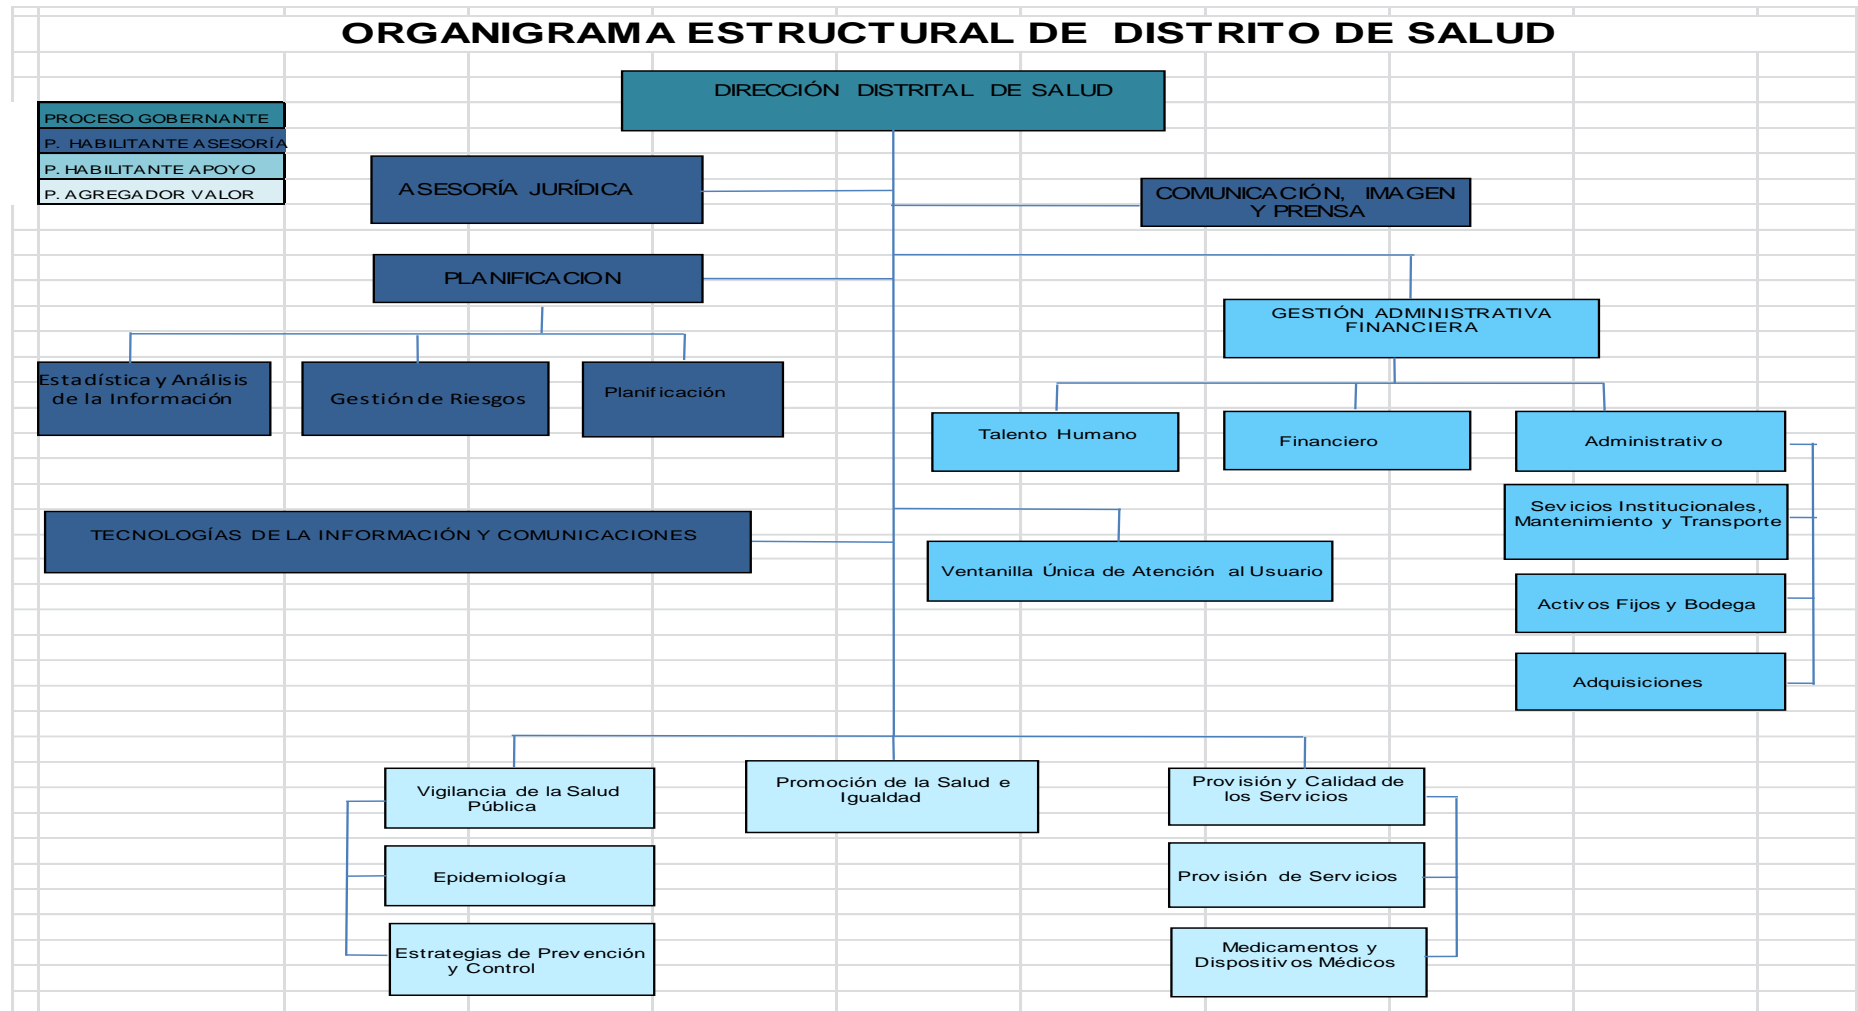 ORGANIGRAMA ESTRUCTURAL DE DISTRITO DE SALUD
DIRECCIÓN DISTRITAL DE SALUD
PROCESO GOBERNANTE
P. HABILITANTE ASESORÍA
P. HABILITANTE APOYO
P. AGREGADOR VALOR
ASESORÍA JURÍDICA
COMUNICACIÓN, IMAGEN
Y PRENSA
PLANIFICACION
GESTIÓN ADMINISTRATIVA
FINANCIERA
Estadística y Análisis
de la Información
Gestión de Riesgos
Planificación
Talento Humano
Financiero
Administrativo
Sevicios Institucionales,
Mantenimiento y Transporte
TECNOLOGÍAS DE LA INFORMACIÓN Y COMUNICACIONES
Ventanilla Única de Atención al Usuario
Activos Fijos y Bodega
Adquisiciones
Vigilancia de la Salud
Pública
Promoción de la Salud e
Igualdad
Provisión y Calidad de
los Servicios
Epidemiología
Provisión de Servicios
Estrategias de Prevención
y Control
Medicamentos y
Dispositivos Médicos